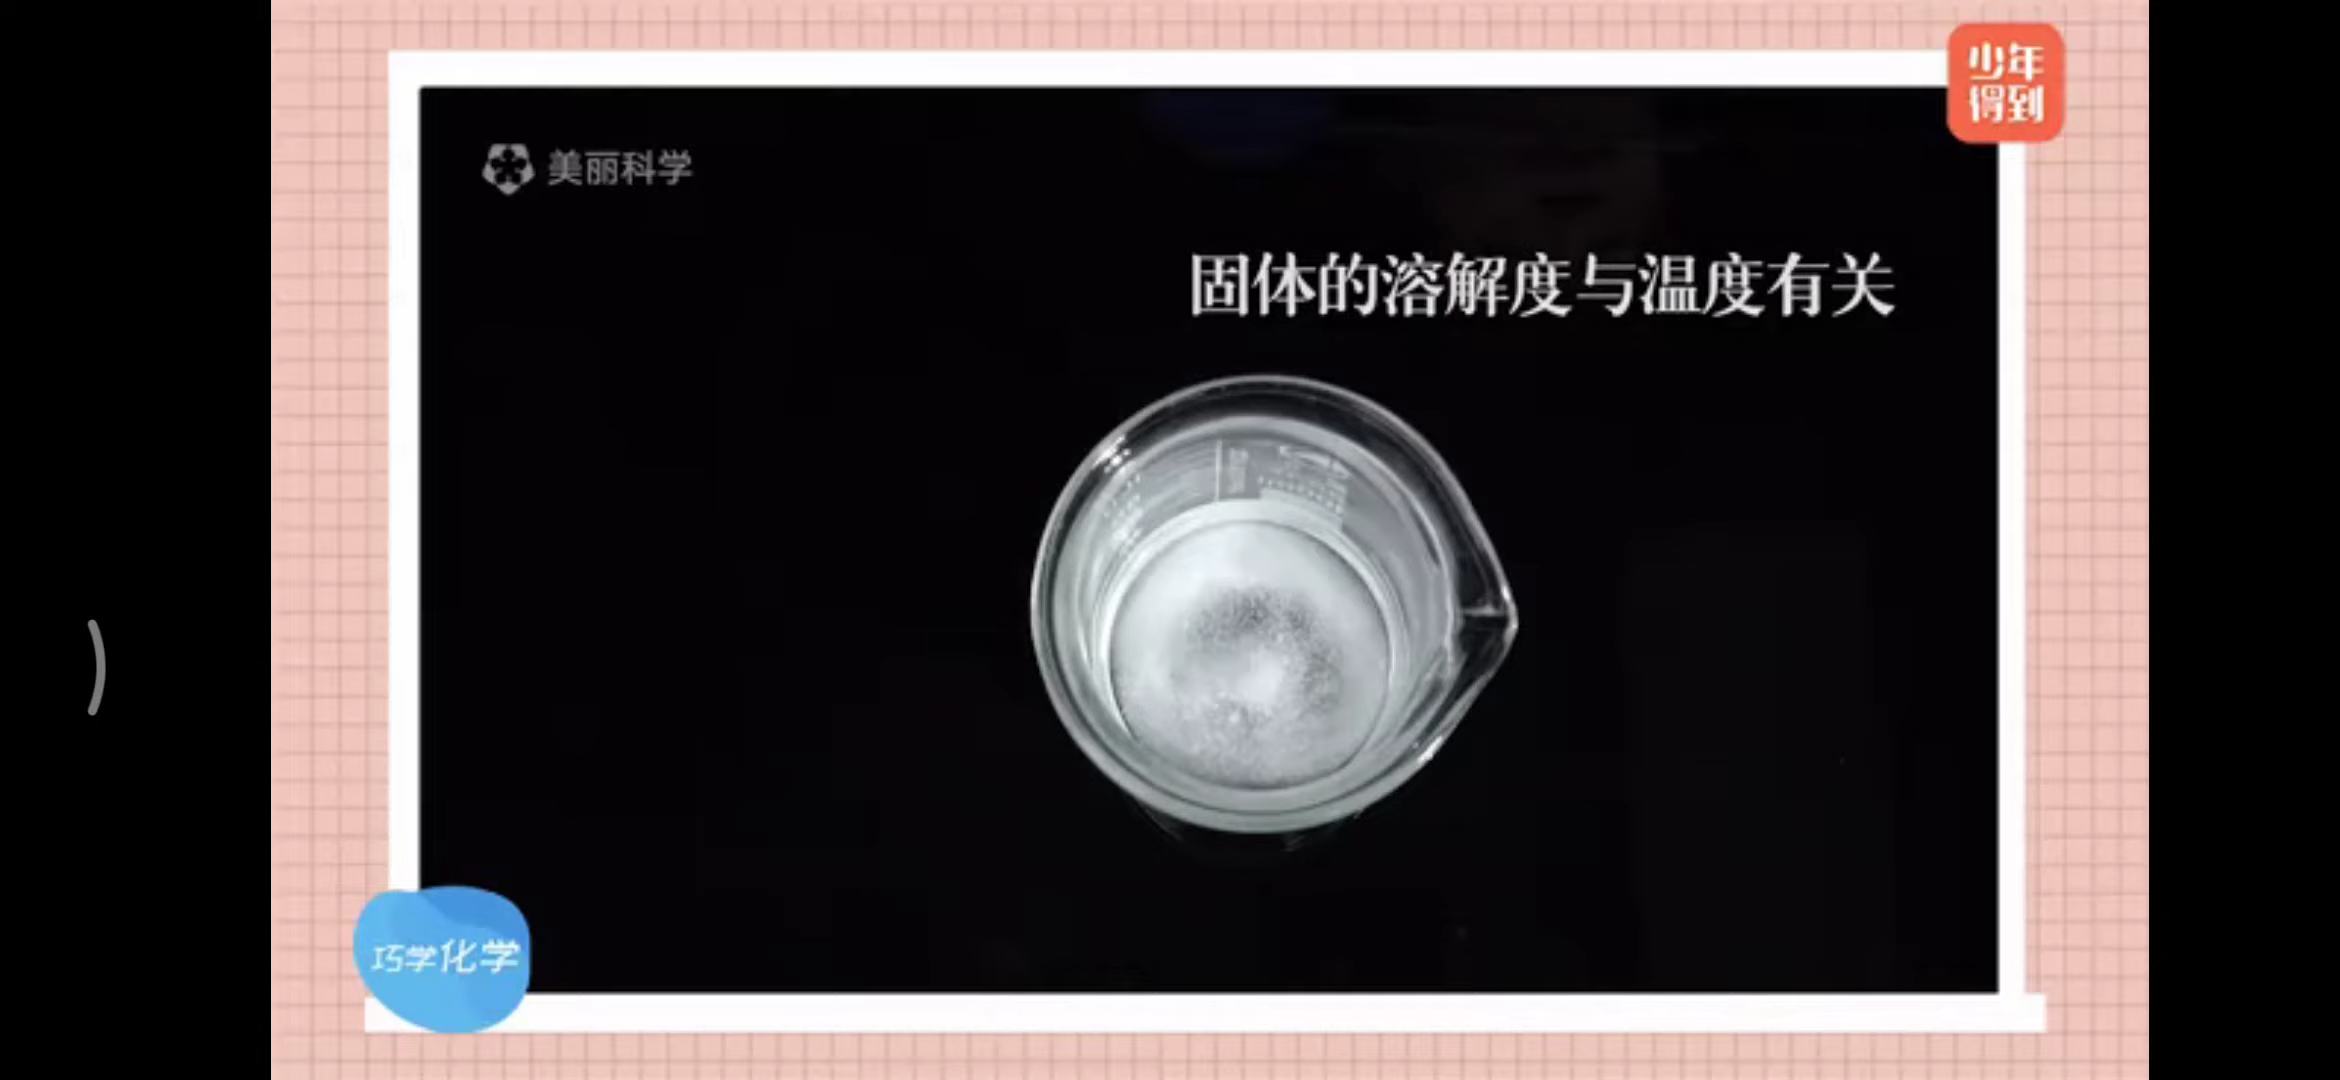 少年
得到
美丽科学
固体的溶解度与温度有关
巧学化学